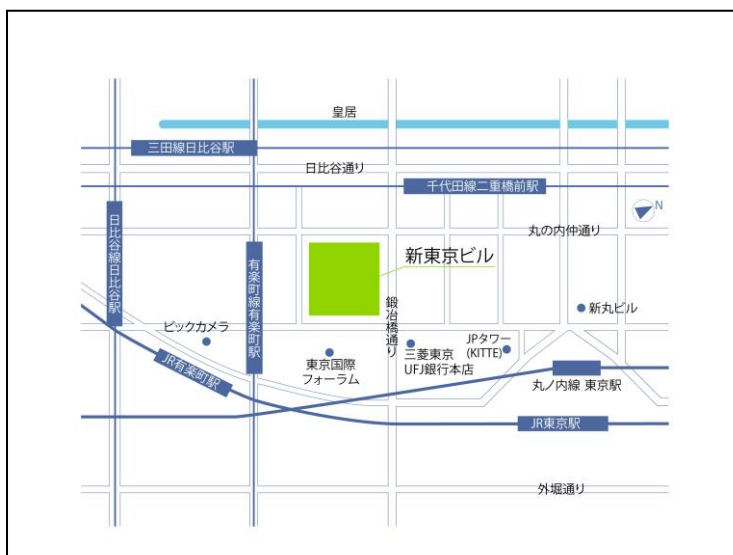 皇居
三田線日比谷駅
日比谷通り
千代田線二重橋前駅
N
丸の内仲通り
日比谷線日比谷駅
有楽町線有楽町駅
新東京ビル
鍛冶橋通り
新丸ビル
ビックカメラ
JR有楽町駅
東京国際
フォーラム
三菱東京
UFJ銀行本店
JPタワー
(KITTE)
丸ノ内線 東京駅
JR東京駅
外堀通り